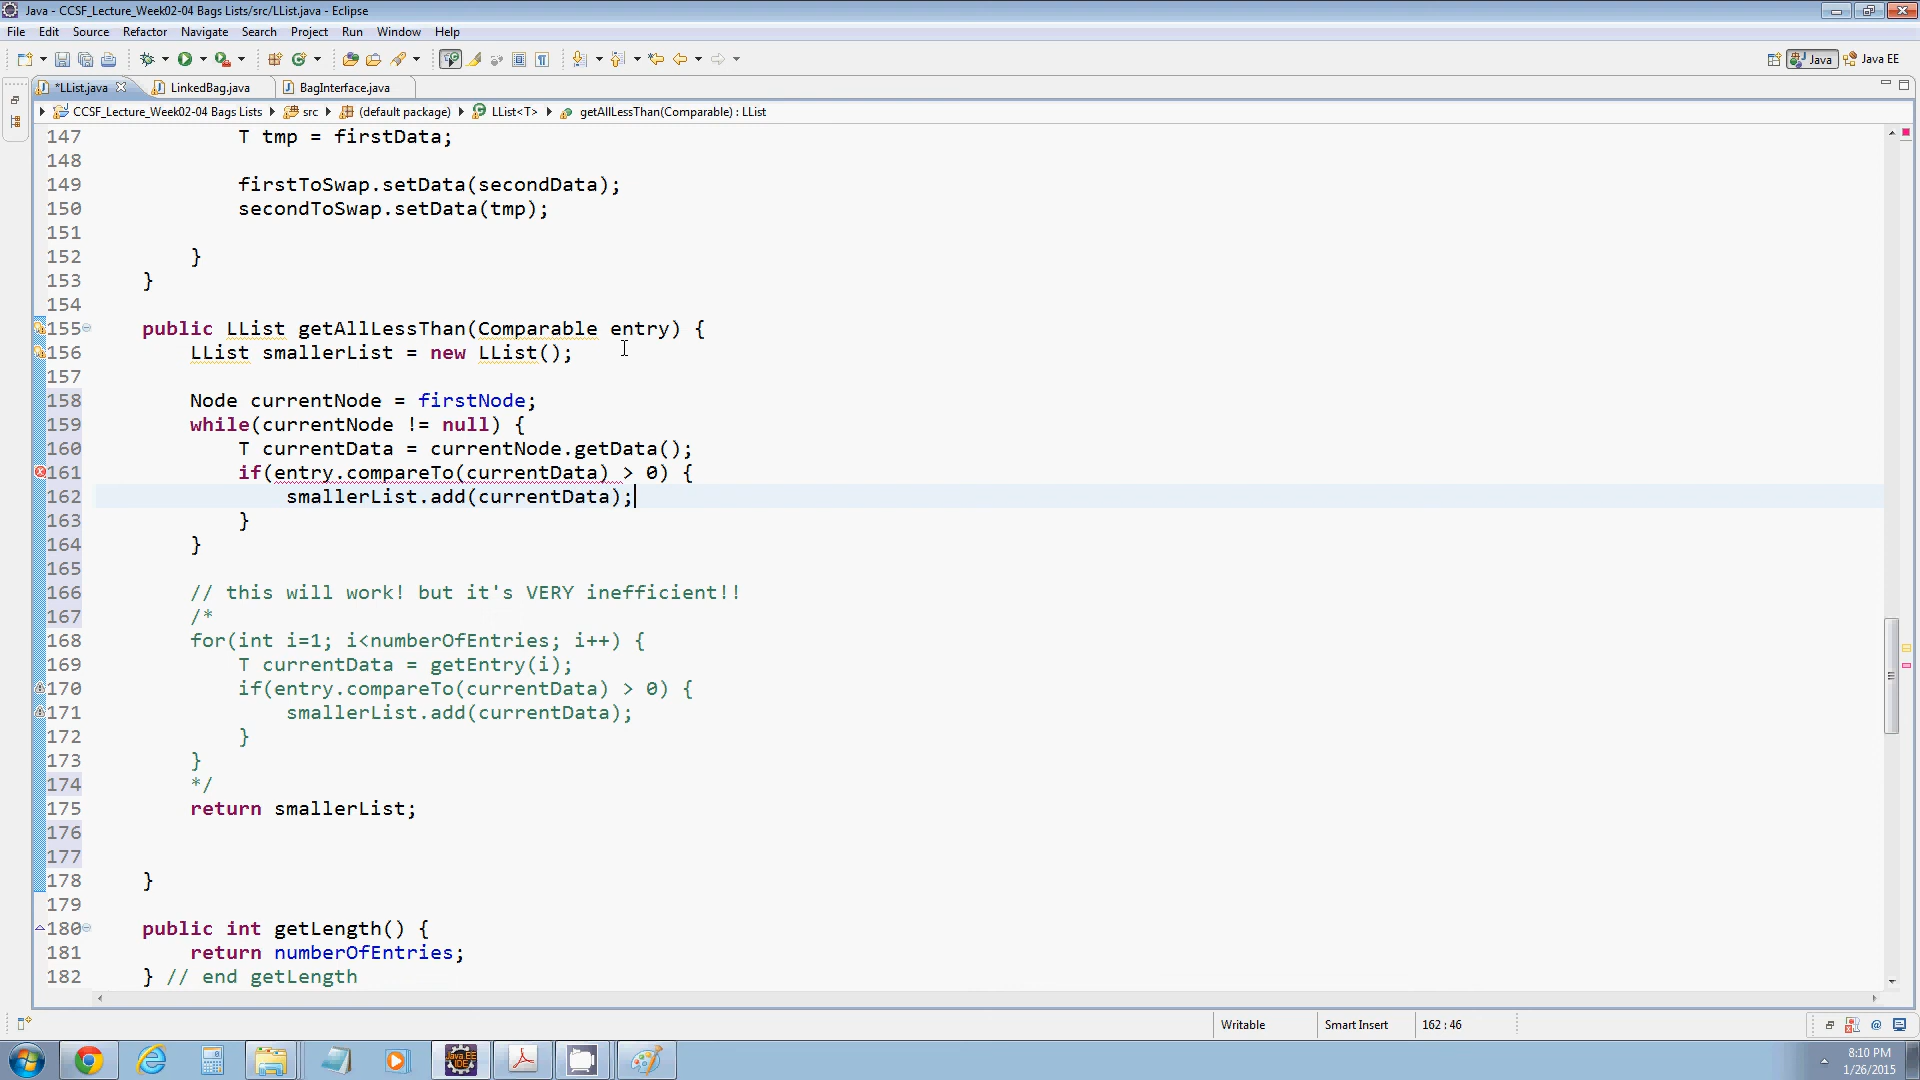 Java - CCSF_Lecture_Week02-04 Bags Lists/src/LList.java - Eclipse
File Edit Source Refactor Navigate Search Project Run Window Help
Java Java EE
*LList.java LinkedBag.java BagInterface.java
CCSF_Lecture_Week02-04 Bags Lists src (default package) LList<T> getAllLessThan(Comparable) : LList
147 T tmp = firstData;
148
149 firstToSwap.setData(secondData);
150 secondToSwap.setData(tmp);
151
152 }
153 }
154
155 public LList getAllLessThan(Comparable entry) {
156 LList smallerList = new LList();
157
158 Node currentNode = firstNode;
159 while(currentNode != null) {
160 T currentData = currentNode.getData();
161 if(entry.compareTo(currentData) > 0) {
162 smallerList.add(currentData);
163 }
164 }
165
166 // this will work! but it's VERY inefficient!!
167 /*
168 for(int i=1; i<numberOfEntries; i++) {
169 T currentData = getEntry(i);
170 if(entry.compareTo(currentData) > 0) {
171 smallerList.add(currentData);
172 }
173 }
174 */
175 return smallerList;
176
177
178 }
179
180 public int getLength() {
181 return numberOfEntries;
182 } // end getLength
Writable Smart Insert 162 : 46
Java EE
IDE
8:10 PM
1/26/2015